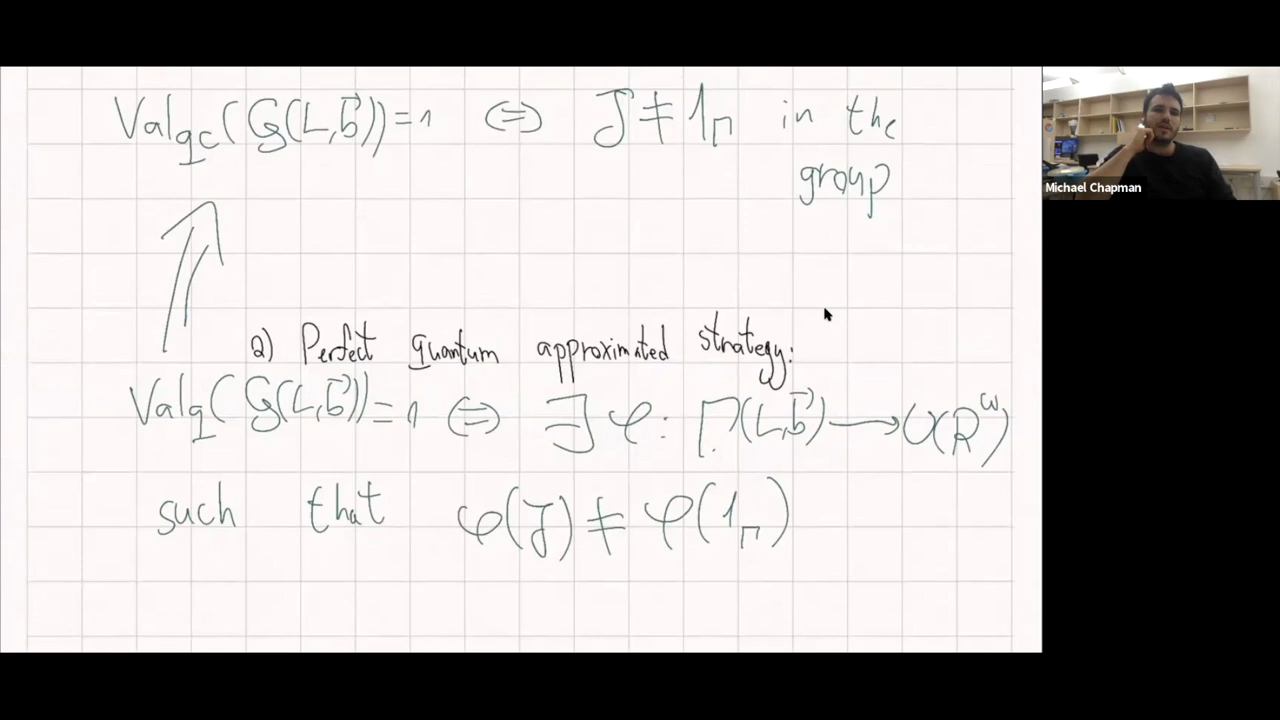 Val_qc(G(L,b⃗))=1 ⇔ J≠1_Γ in the
group
2) Perfect quantum approximated strategy:
Val_q(G(L,b⃗))=1 ⇔ ∃ φ: Γ(L,b⃗)⟶U(R^ω)
such that φ(J)≠φ(1_Γ)
Michael Chapman